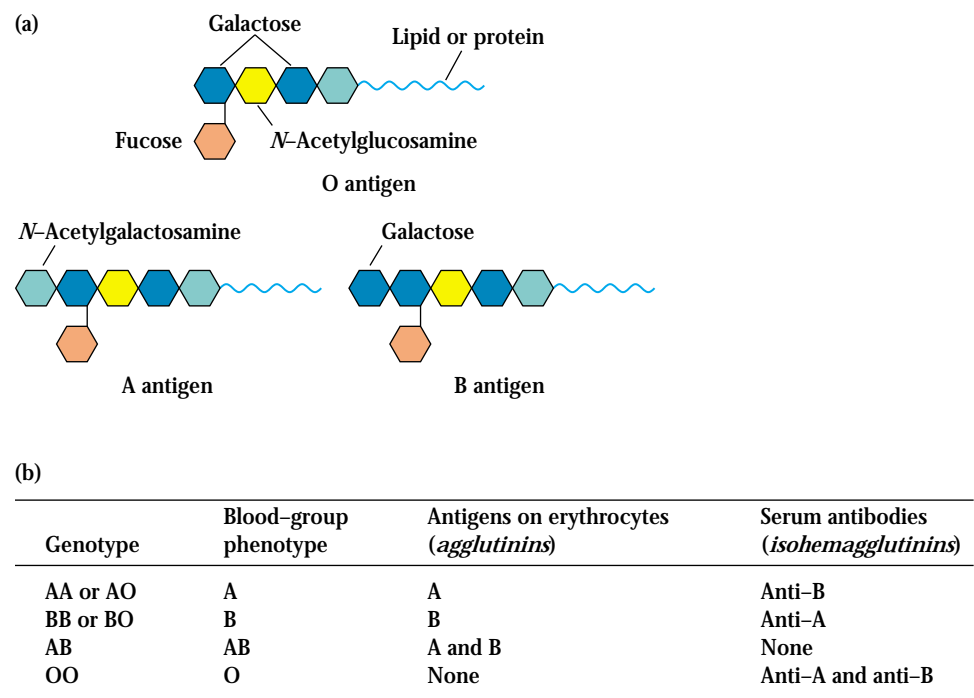 (a)
Galactose
Lipid or protein
Fucose
N–Acetylglucosamine
O antigen
N–Acetylgalactosamine
Galactose
A antigen
B antigen
(b)
Genotype
Blood–group
phenotype
Antigens on erythrocytes
(agglutinins)
Serum antibodies
(isohemagglutinins)
AA or AO A A Anti–B
BB or BO B B Anti–A
AB AB A and B None
OO O None Anti–A and anti–B